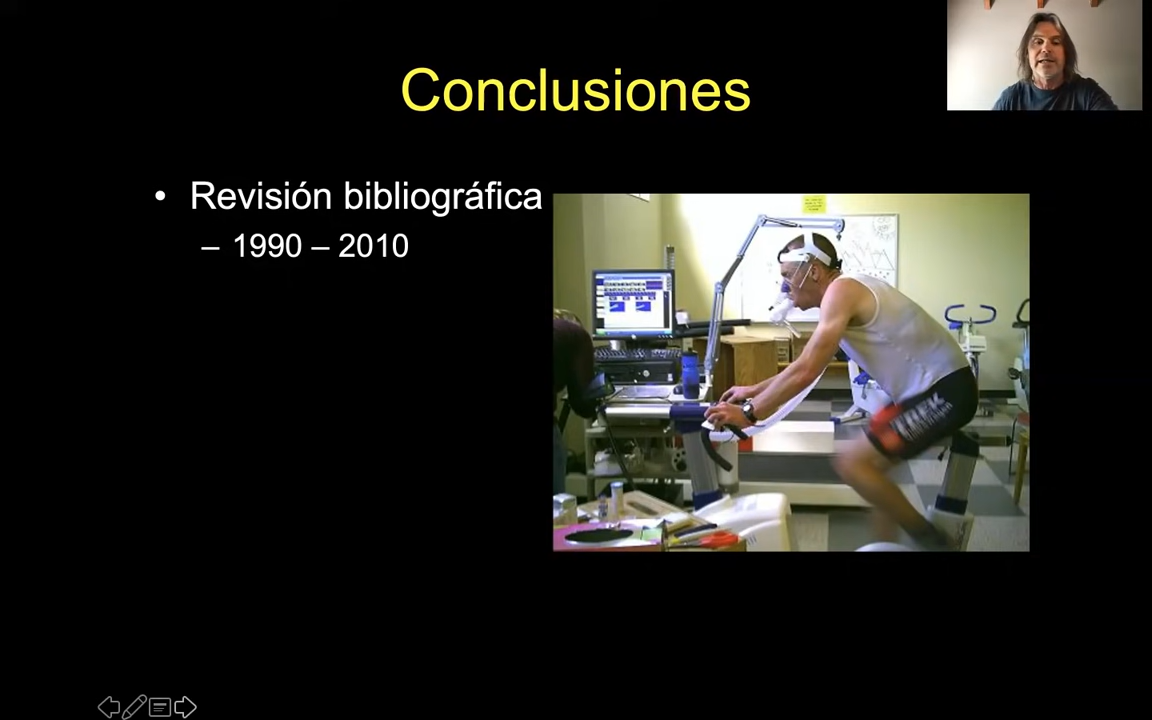 Conclusiones
• Revisión bibliográfica
– 1990 – 2010